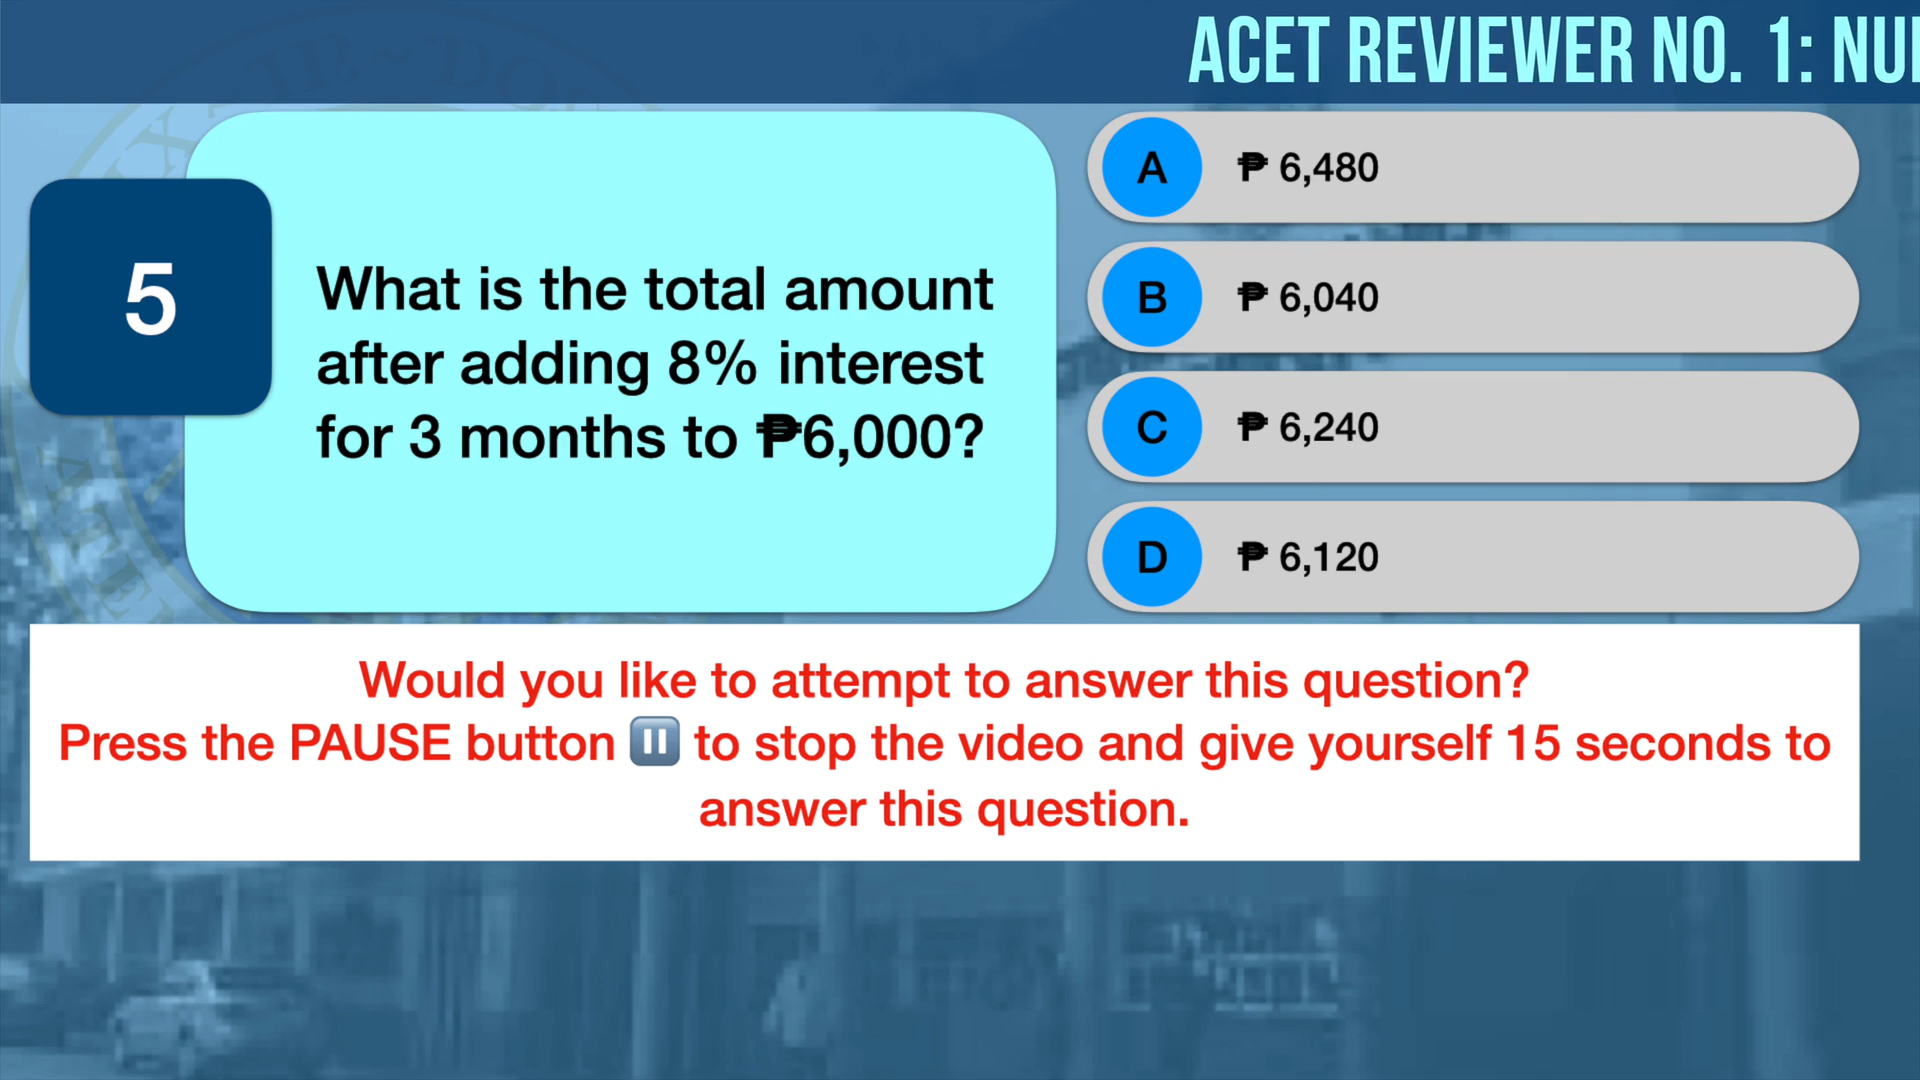 ACET REVIEWER NO. 1:
5
What is the total amount
after adding 8% interest
for 3 months to ₱6,000?
A
₱ 6,480
B
₱ 6,040
C
₱ 6,240
D
₱ 6,120
Would you like to attempt to answer this question?
Press the PAUSE button ⏸ to stop the video and give yourself 15 seconds to
answer this question.